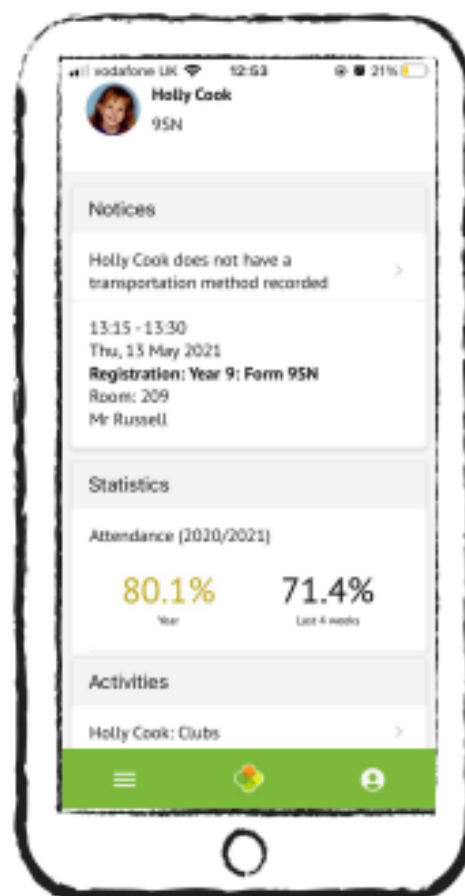 vodafone UK 12:53 21%
Holly Cook
9SN
Notices
Holly Cook does not have a
transportation method recorded
13:15 - 13:30
Thu, 13 May 2021
Registration: Year 9: Form 9SN
Room: 209
Mr Russell
Statistics
Attendance (2020/2021)
80.1% 71.4%
Year Last 4 weeks
Activities
Holly Cook: Clubs